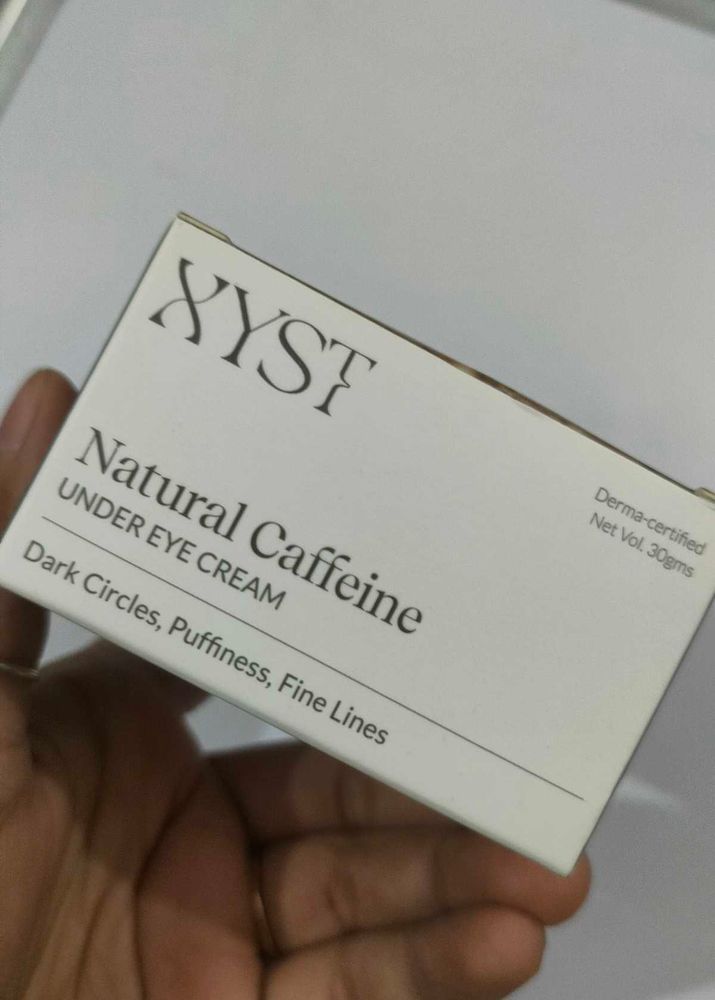 XYST
Natural Caffeine
UNDER EYE CREAM
Dark Circles, Puffiness, Fine Lines
Derma-certified
Net Vol. 30gms